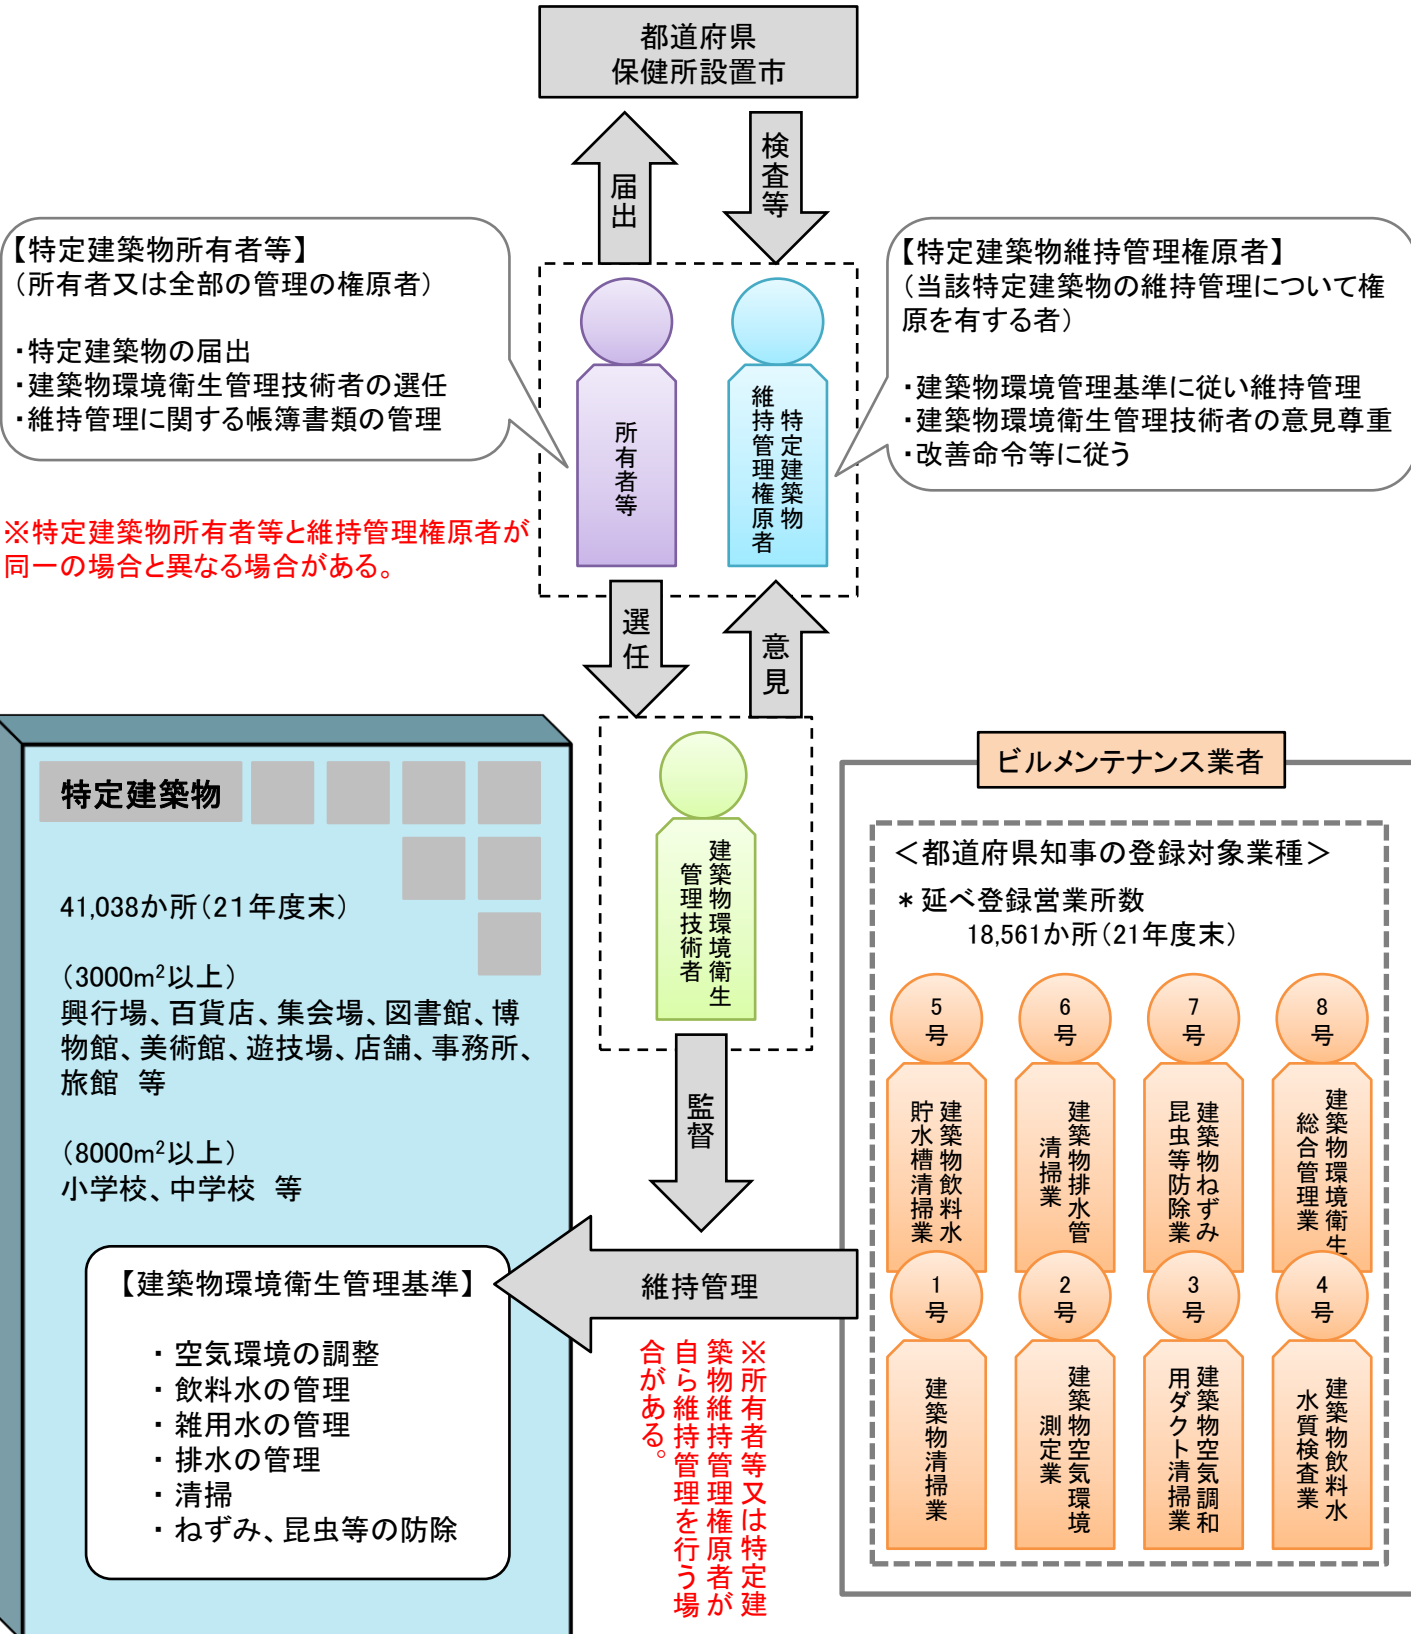 都道府県
保健所設置市
届出
検査等
【特定建築物所有者等】
（所有者又は全部の管理の権原者）
・特定建築物の届出
・建築物環境衛生管理技術者の選任
・維持管理に関する帳簿書類の管理
【特定建築物維持管理権原者】
（当該特定建築物の維持管理について権
原を有する者）
・建築物環境管理基準に従い維持管理
・建築物環境衛生管理技術者の意見尊重
・改善命令等に従う
所有者等
特定建築物
維持管理権原者
※特定建築物所有者等と維持管理権原者が
同一の場合と異なる場合がある。
選任
意見
建築物環境衛生
管理技術者
監督
特定建築物
41,038か所（21年度末）
（3000m²以上）
興行場、百貨店、集会場、図書館、博
物館、美術館、遊技場、店舗、事務所、
旅館　等
（8000m²以上）
小学校、中学校　等
【建築物環境衛生管理基準】
・空気環境の調整
・飲料水の管理
・雑用水の管理
・排水の管理
・清掃
・ねずみ、昆虫等の防除
維持管理
※所有者等又は特定建
築物維持管理権原者が
自ら維持管理を行う場
合がある。
ビルメンテナンス業者
＜都道府県知事の登録対象業種＞
＊延べ登録営業所数
18,561か所（21年度末）
5号
建築物飲料水
貯水槽清掃業
6号
建築物排水管
清掃業
7号
建築物ねずみ
昆虫等防除業
8号
建築物環境衛生
総合管理業
1号
建築物清掃業
2号
建築物空気環境
測定業
3号
建築物空気調和
用ダクト清掃業
4号
建築物飲料水
水質検査業